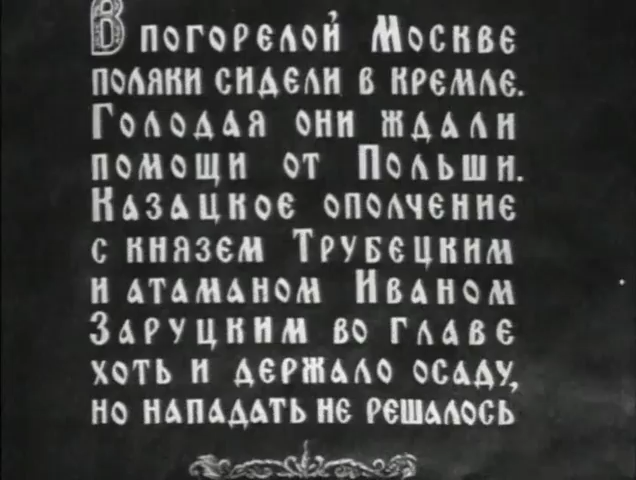 В погорелой Москве
поляки сидели в Кремле.
Голодая они ждали
помощи от Польши.
Казацкое ополчение
с князем Трубецким
и атаманом Иваном
Заруцким во главе
хоть и держало осаду,
но нападать не решалось